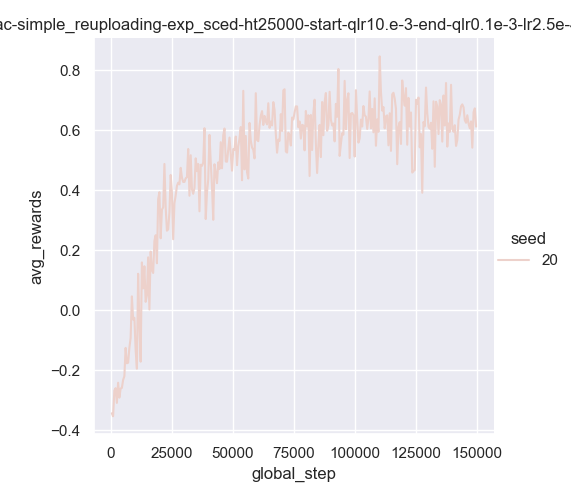 ac-simple_reuploading-exp_sced-ht25000-start-qlr10.e-3-end-qlr0.1e-3-lr2.5e-
0.8
0.6
0.4
0.2
0.0
−0.2
−0.4
avg_rewards
0 25000 50000 75000 100000 125000 150000
global_step
seed
20